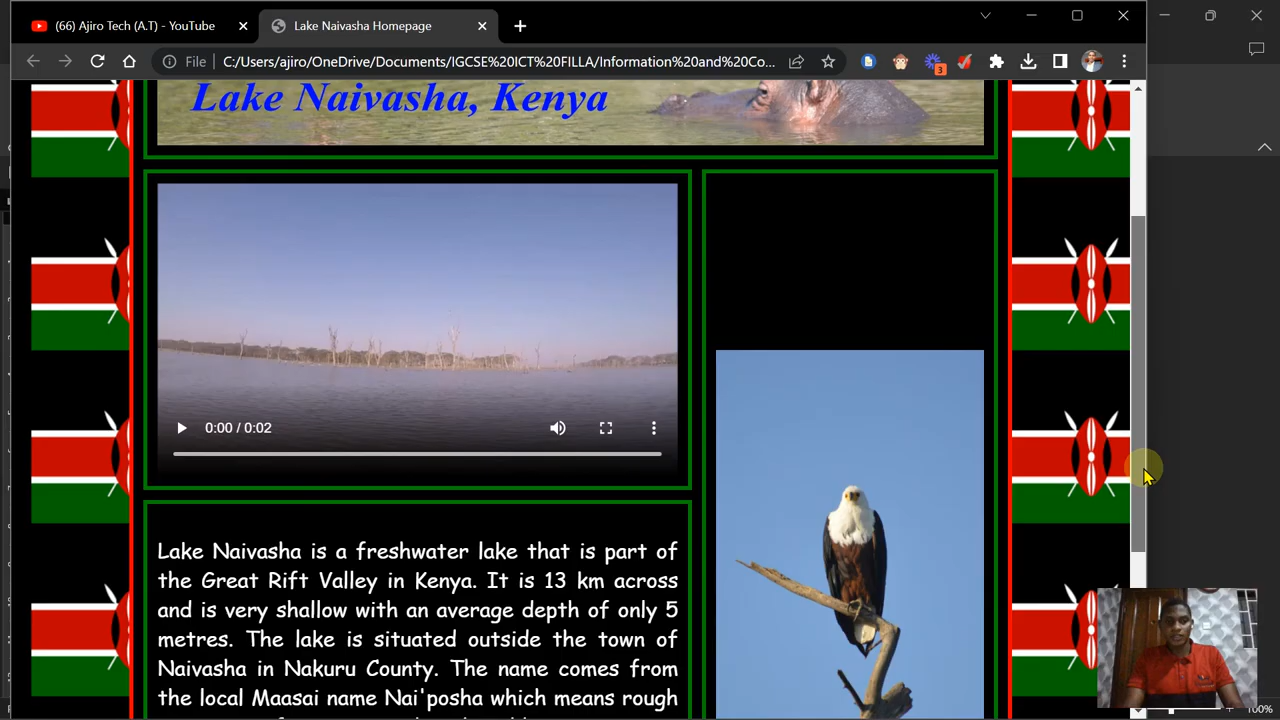 (66) Ajiro Tech (A.T) - YouTube
Lake Naivasha Homepage
File
C:/Users/ajiro/OneDrive/Documents/IGCSE%20ICT%20FILLA/Information%20and%20Co...
3
Lake Naivasha, Kenya
0:00 / 0:02
Lake Naivasha is a freshwater lake that is part of
the Great Rift Valley in Kenya. It is 13 km across
and is very shallow with an average depth of only 5
metres. The lake is situated outside the town of
Naivasha in Nakuru County. The name comes from
the local Maasai name Nai'posha which means rough
100%